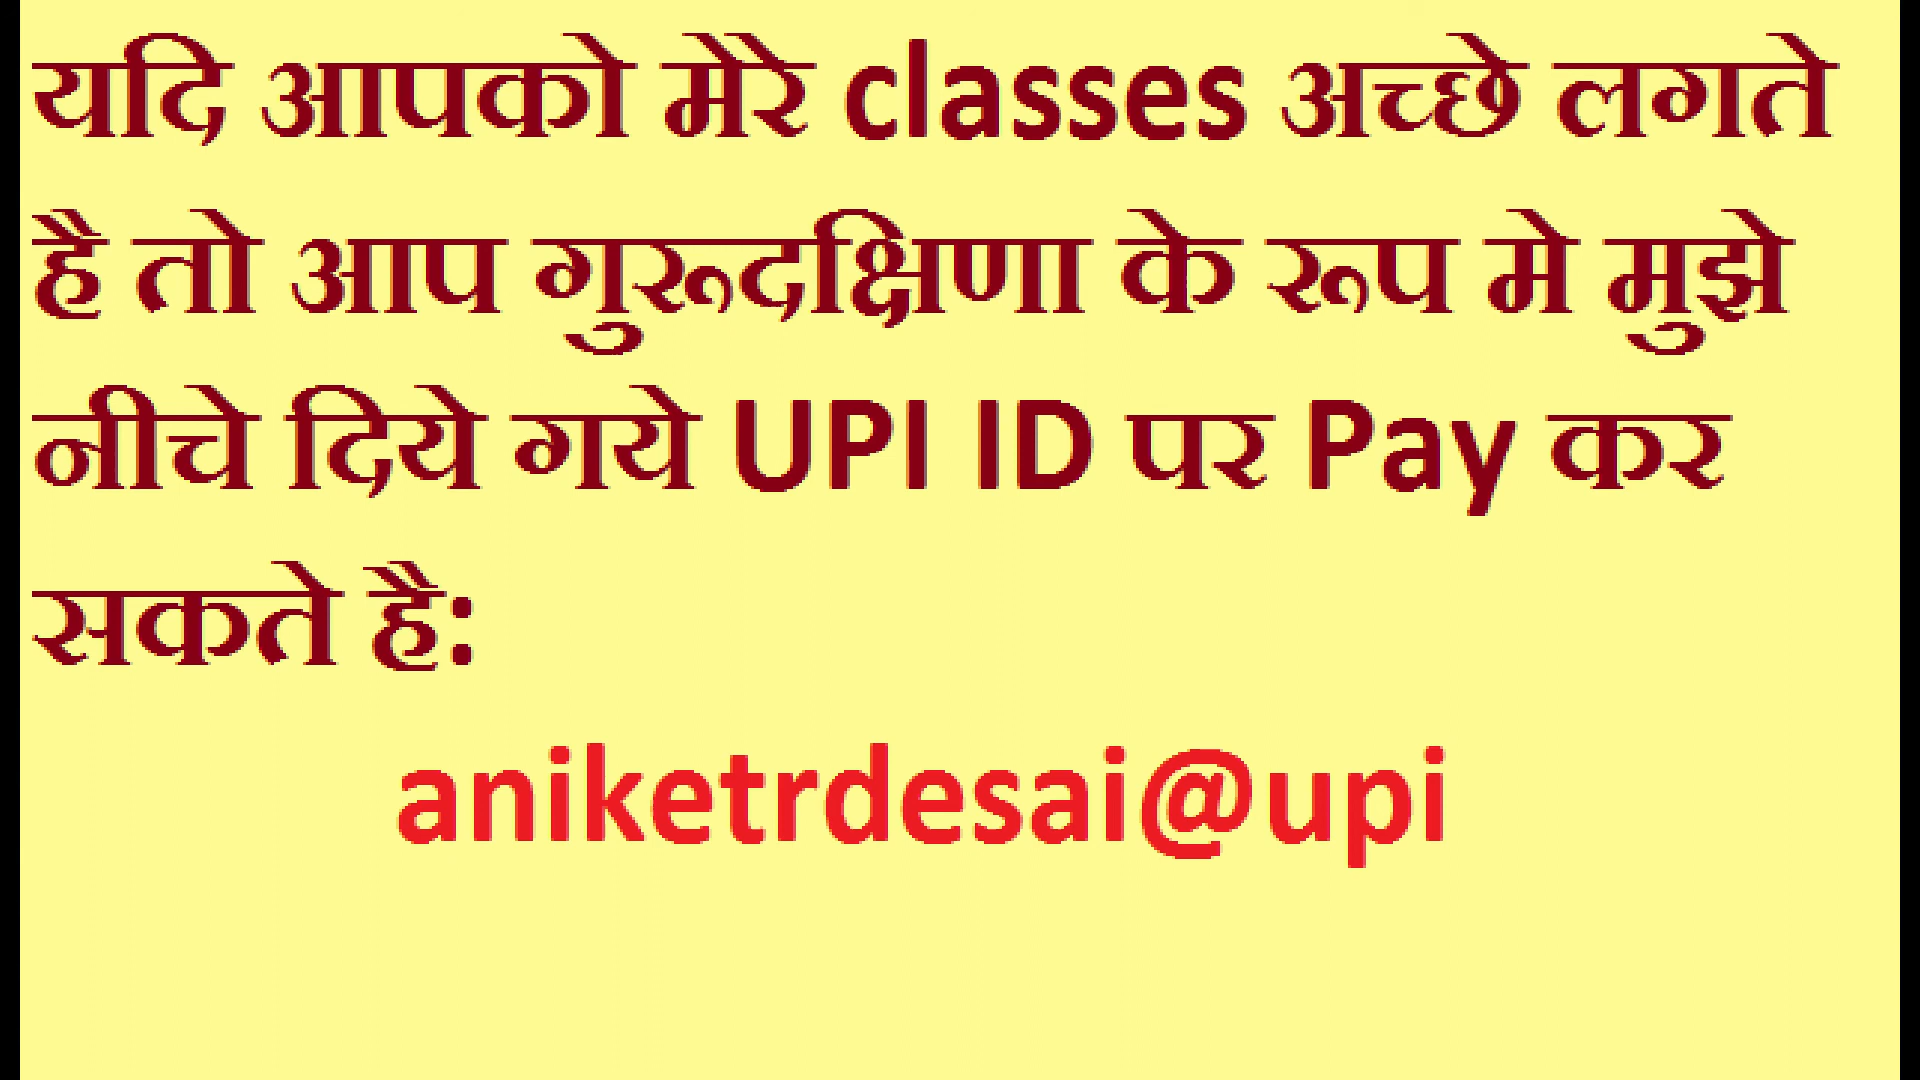 यदि आपको मेरे classes अच्छे लगते
है तो आप गुरूदक्षिणा के रूप मे मुझे
नीचे दिये गये UPI ID पर Pay कर
सकते है:
aniketrdesai@upi